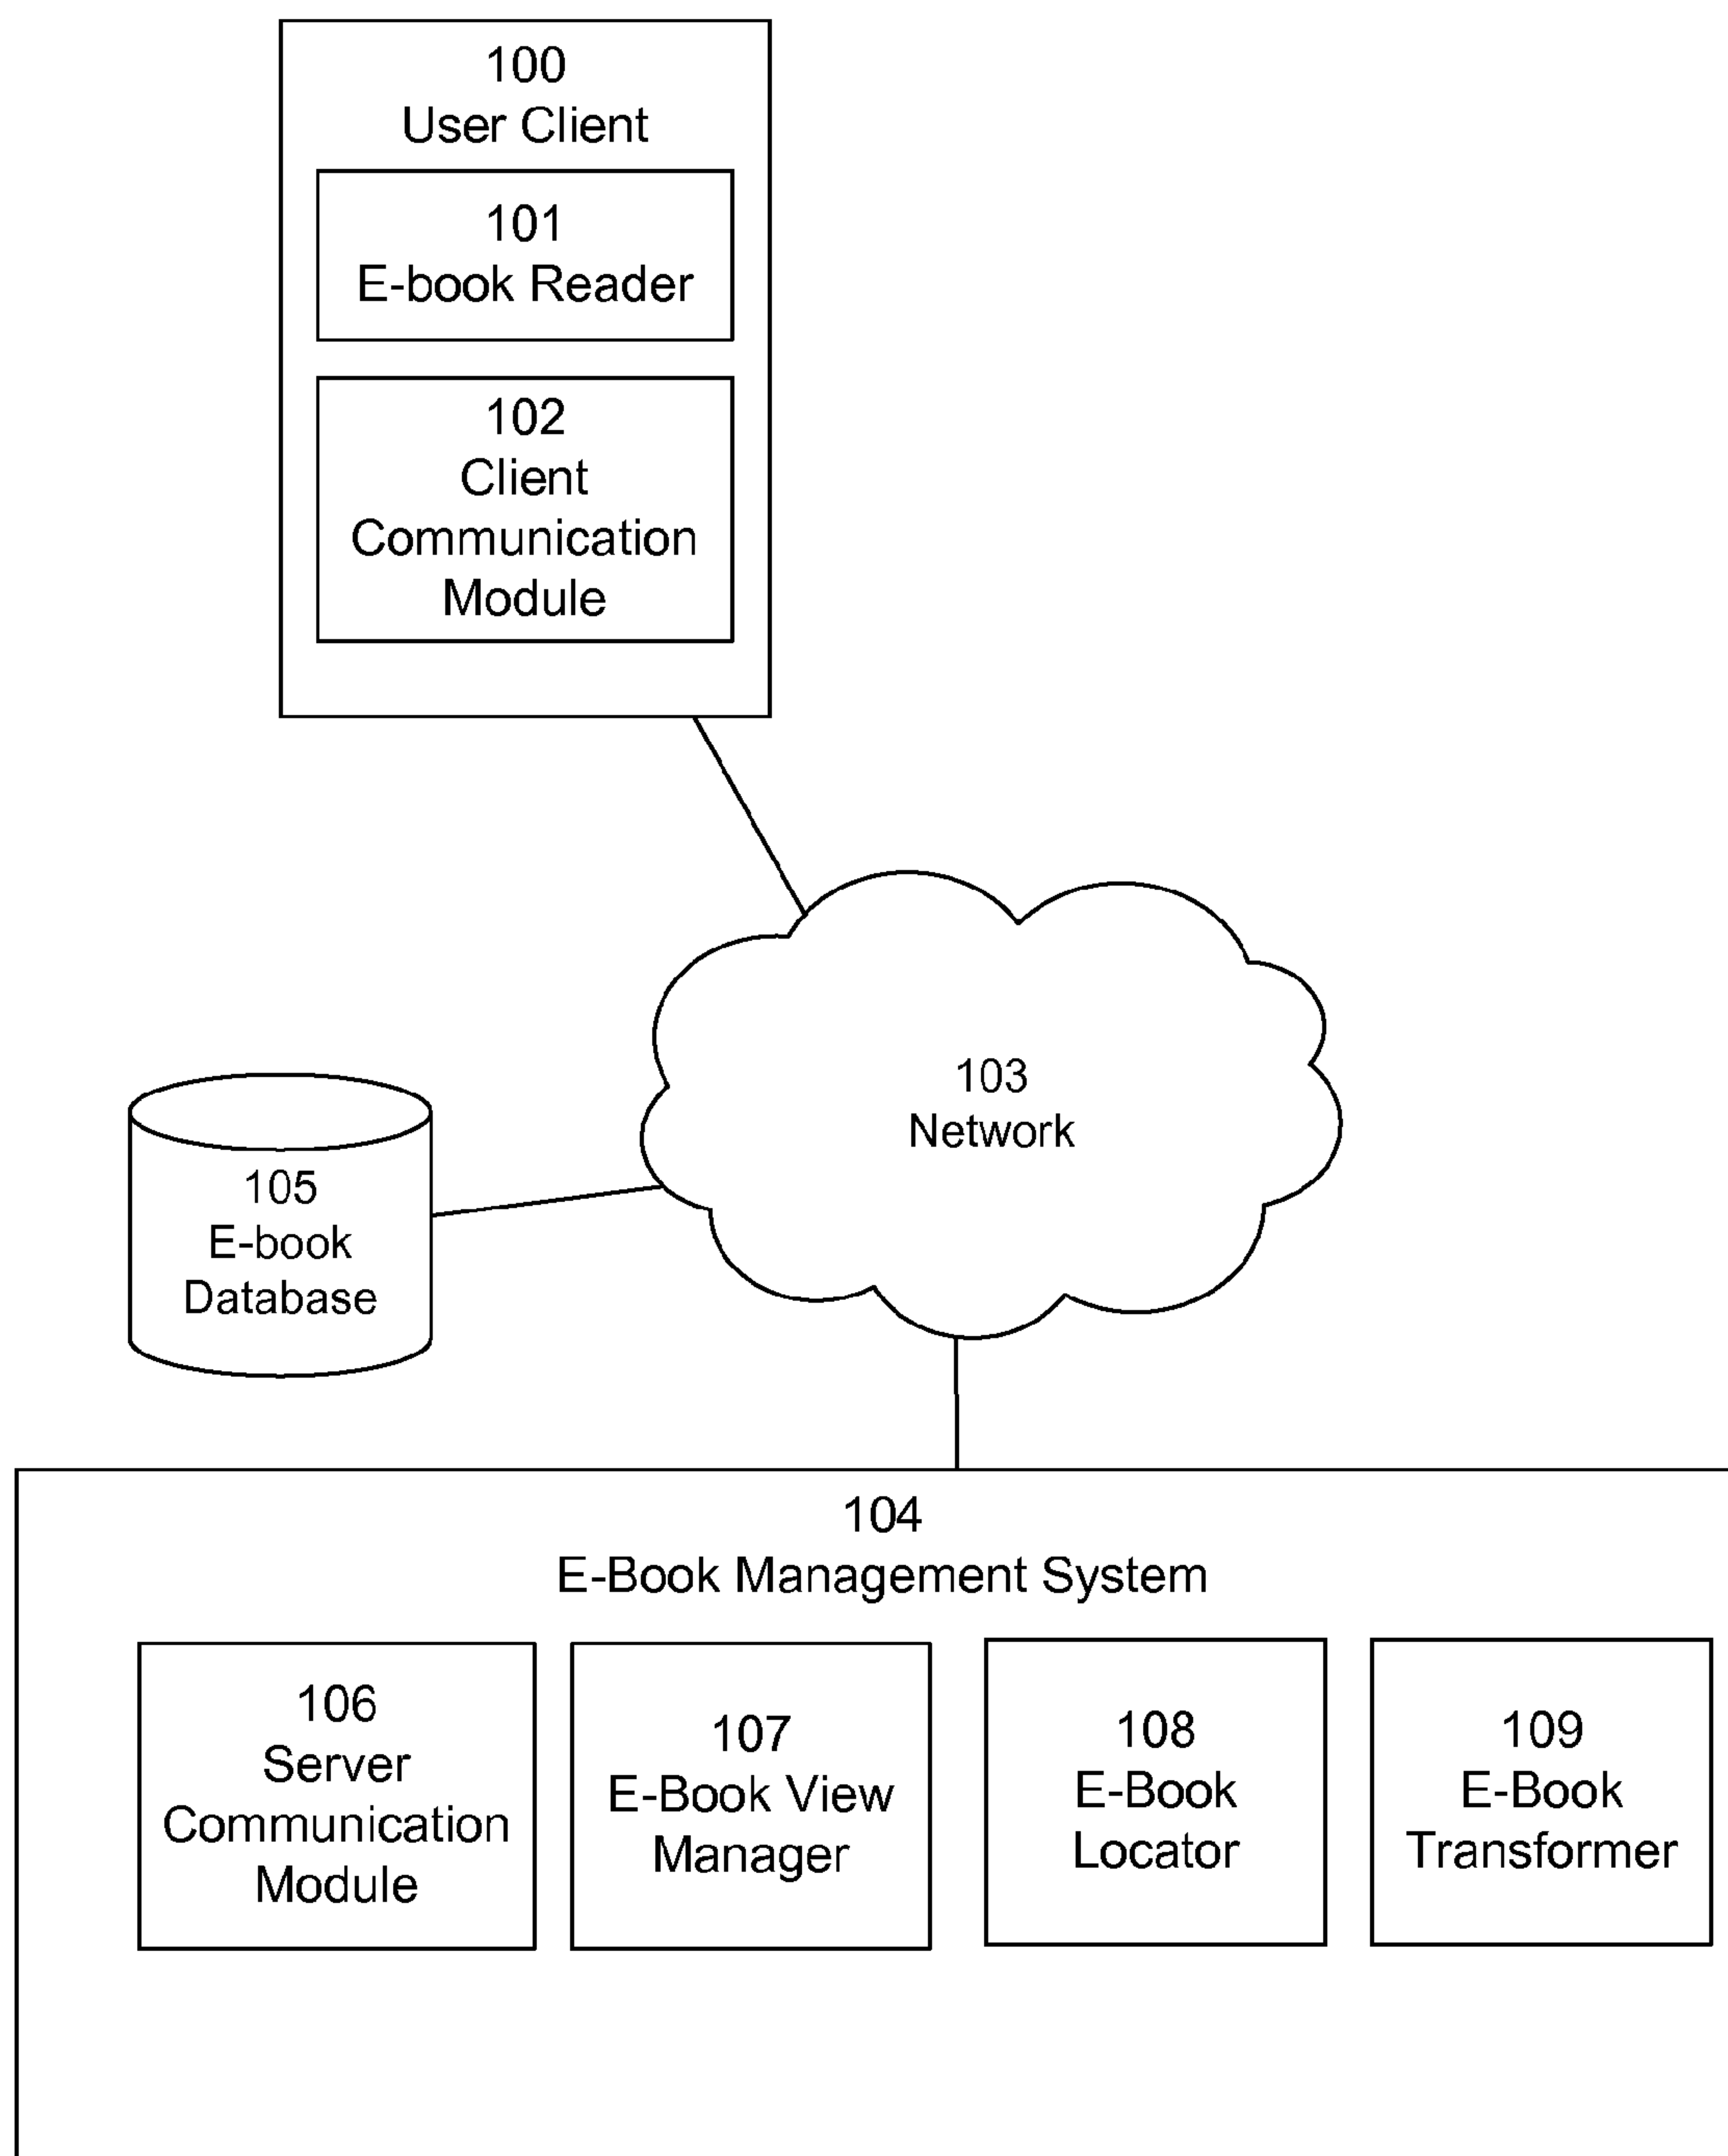 100
User Client
101
E-book Reader
102
Client
Communication
Module
103
Network
105
E-book
Database
104
E-Book Management System
106
Server
Communication
Module
107
E-Book View
Manager
108
E-Book
Locator
109
E-Book
Transformer